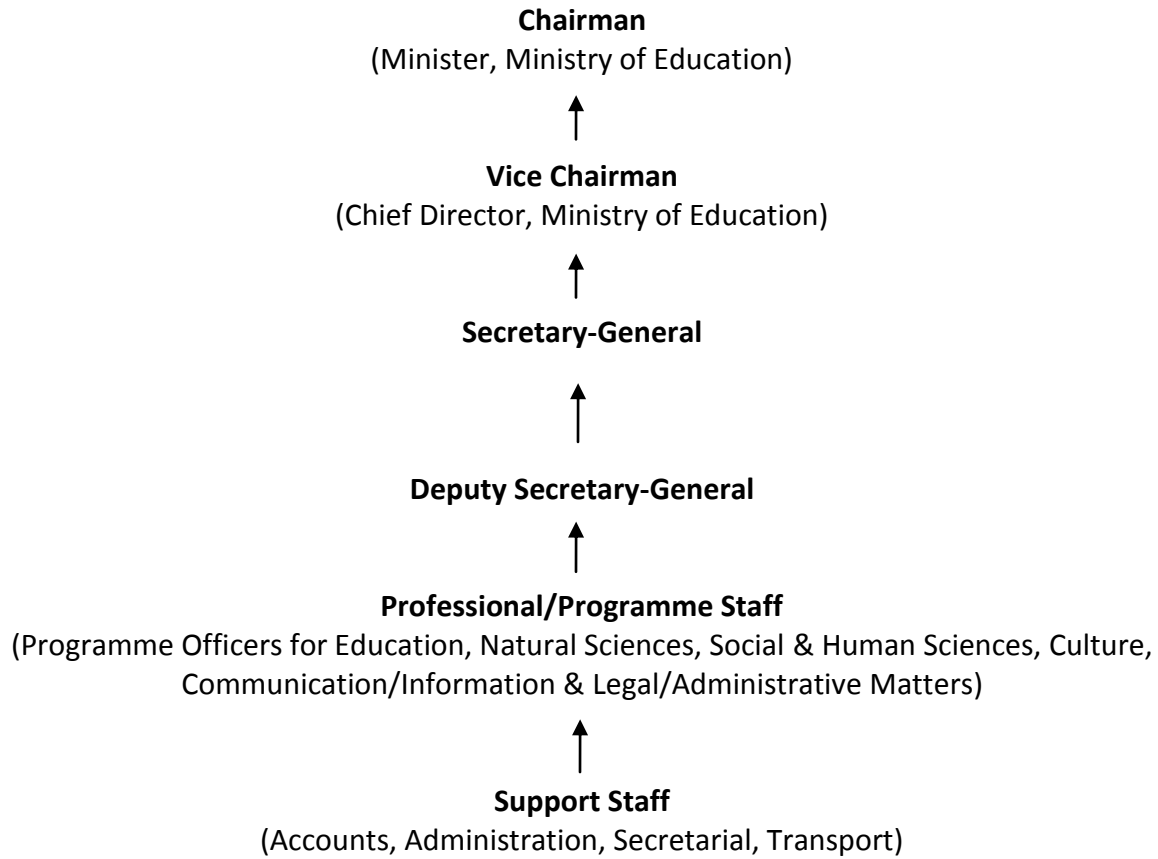 Chairman
(Minister, Ministry of Education)
Vice Chairman
(Chief Director, Ministry of Education)
Secretary-General
Deputy Secretary-General
Professional/Programme Staff
(Programme Officers for Education, Natural Sciences, Social & Human Sciences, Culture,
Communication/Information & Legal/Administrative Matters)
Support Staff
(Accounts, Administration, Secretarial, Transport)